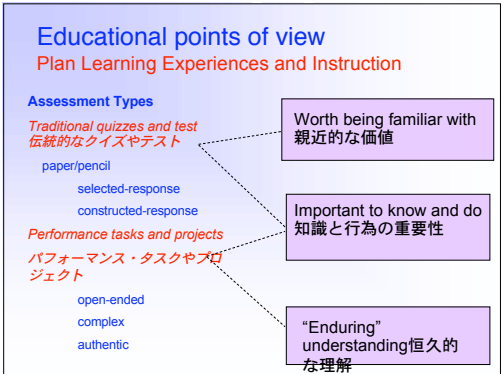 Educational points of view
Plan Learning Experiences and Instruction
Assessment Types
Traditional quizzes and test
伝統的なクイズやテスト
paper/pencil
selected-response
constructed-response
Performance tasks and projects
パフォーマンス・タスクやプロ
ジェクト
open-ended
complex
authentic
Worth being familiar with
親近的な価値
Important to know and do
知識と行為の重要性
“Enduring”
understanding恒久的
な理解